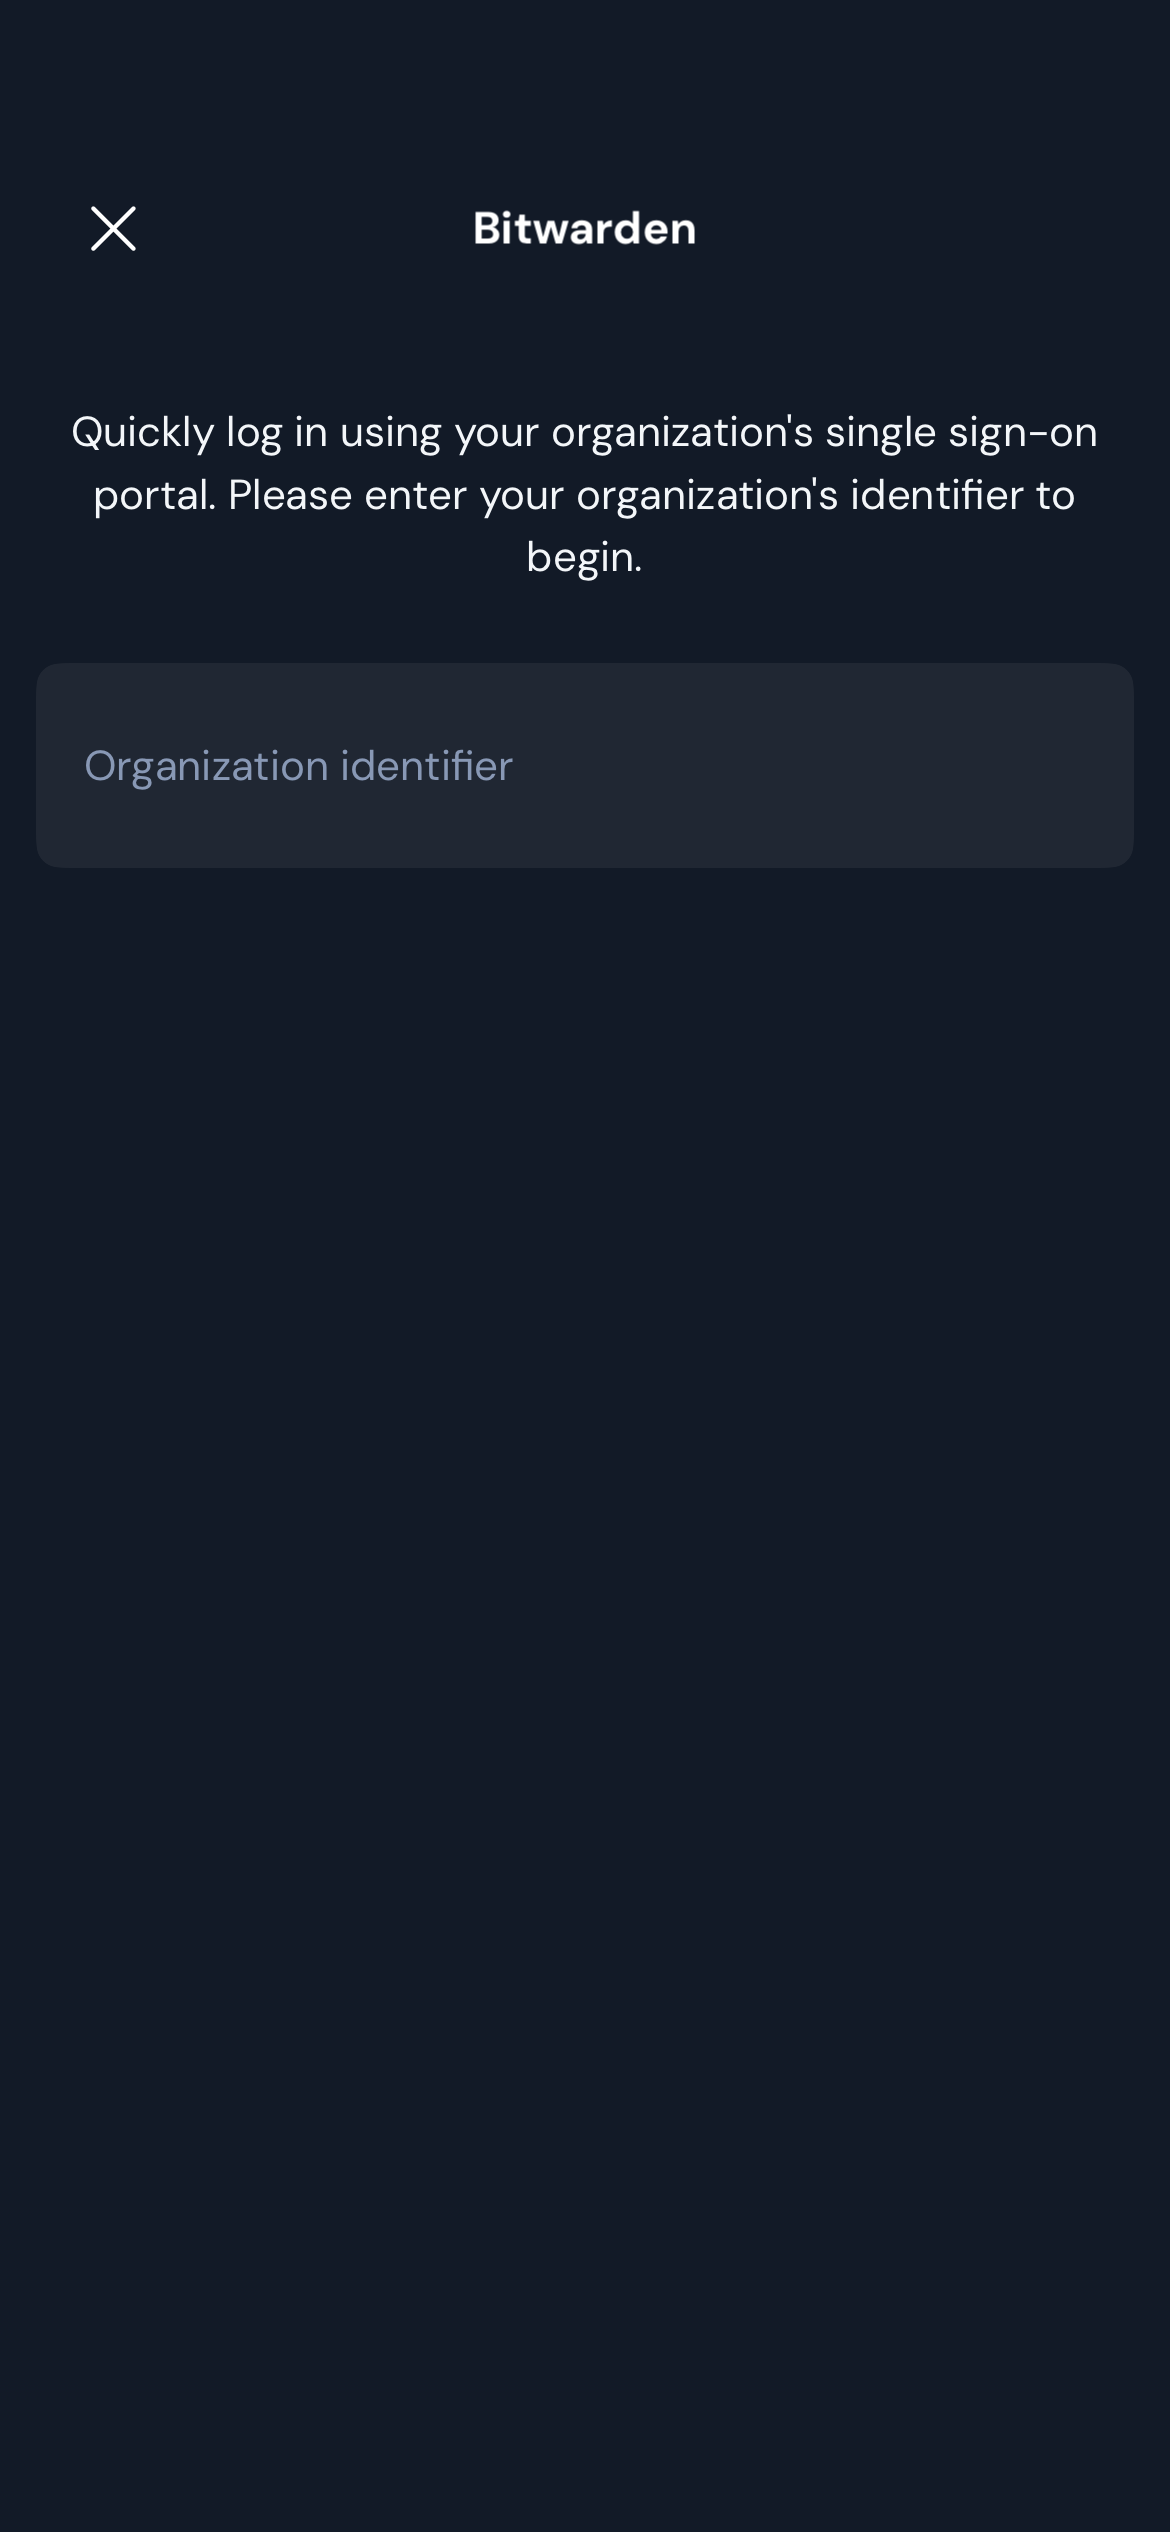 Bitwarden
Quickly log in using your organization's single sign-on
portal. Please enter your organization's identifier to
begin.
Organization identifier